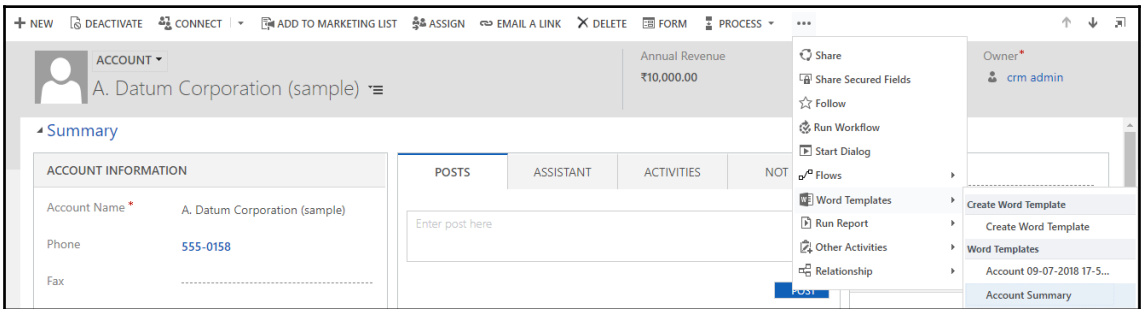 NEW DEACTIVATE CONNECT ADD TO MARKETING LIST ASSIGN EMAIL A LINK DELETE FORM PROCESS ...
ACCOUNT
A. Datum Corporation (sample)
Annual Revenue
₹10,000.00
Owner*
crm admin
Share
Share Secured Fields
Follow
Run Workflow
Start Dialog
Flows
Word Templates
Run Report
Other Activities
Relationship
Create Word Template
Create Word Template
Word Templates
Account 09-07-2018 17-5...
Account Summary
Summary
ACCOUNT INFORMATION
Account Name *
A. Datum Corporation (sample)
Phone
555-0158
Fax
POSTS ASSISTANT ACTIVITIES NOT
Enter post here
POST